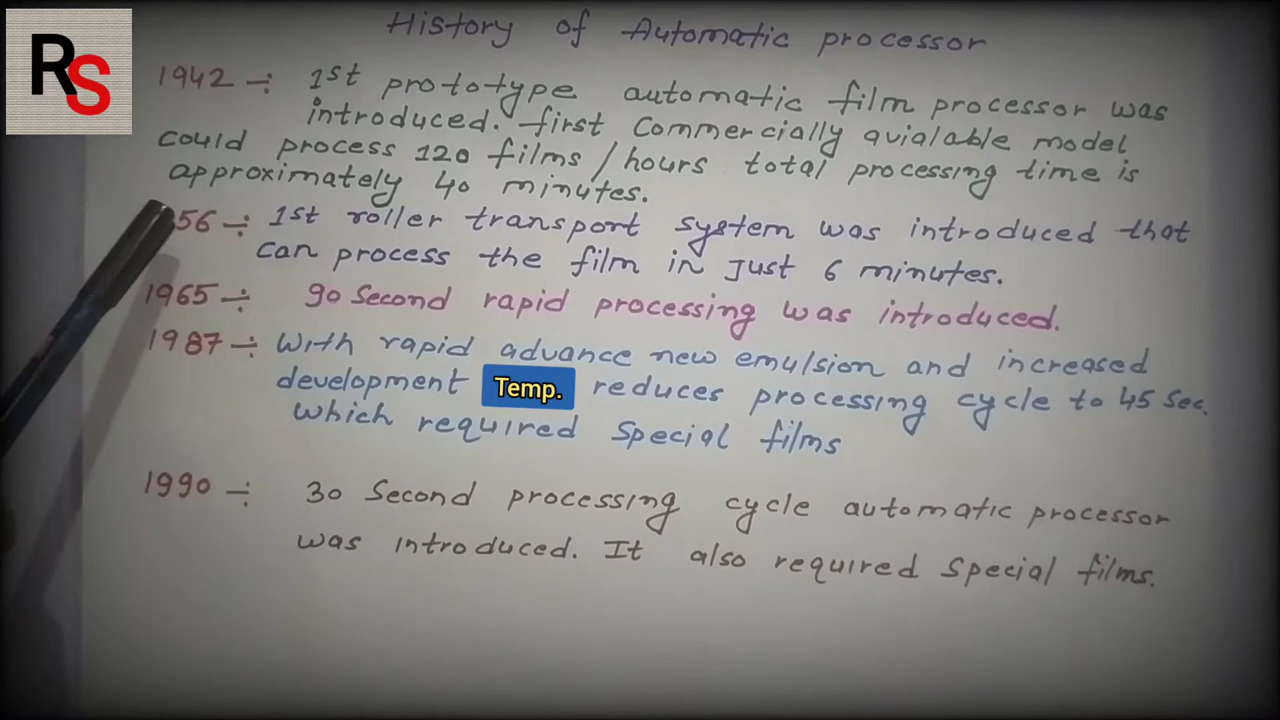 RS
History of Automatic processor
1942 ÷ 1st prototype automatic film processor was
introduced. first Commercially avialable model
could process 120 films/hours total processing time is
approximately 40 minutes.
56 ÷ 1st roller transport system was introduced that
can process the film in Just 6 minutes.
1965 ÷ 90 Second rapid processing was introduced.
1987 ÷ With rapid advance new emulsion and increased
development Temp. reduces processing cycle to 45 Sec.
which required Special films
1990 ÷ 30 Second processing cycle automatic processor
was introduced. It also required Special films.